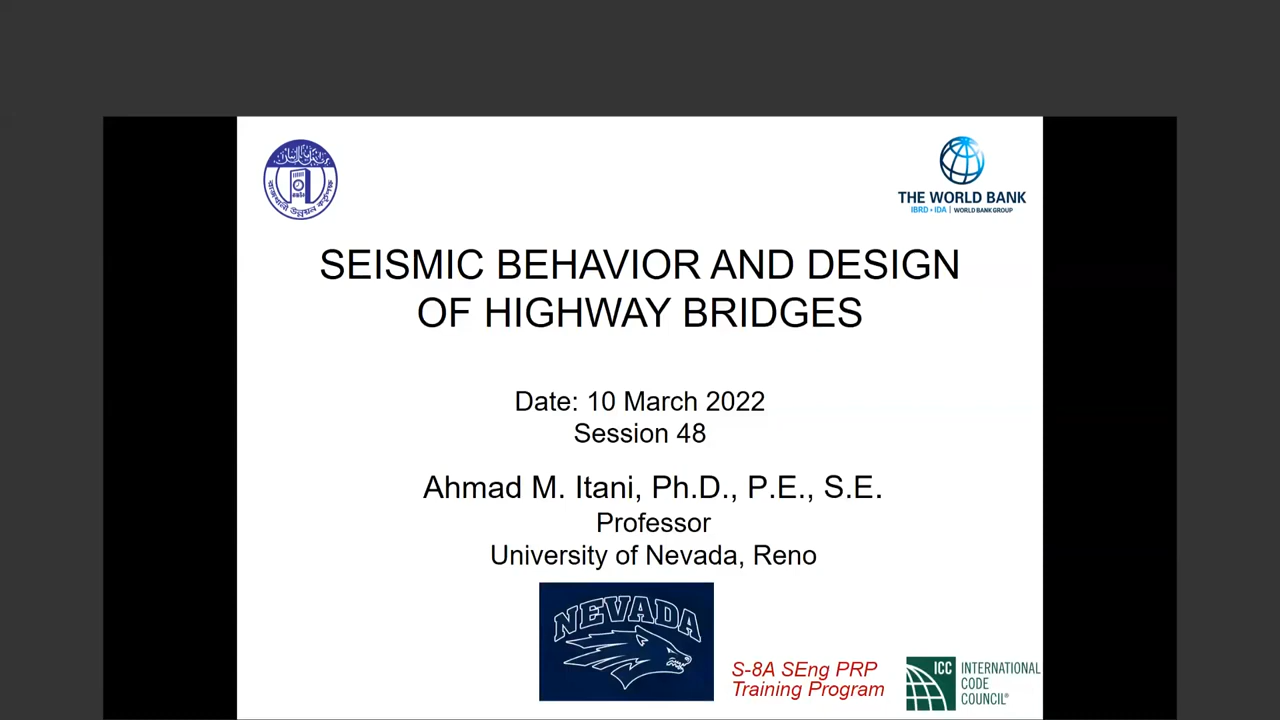 THE WORLD BANK
IBRD • IDA | WORLD BANK GROUP
SEISMIC BEHAVIOR AND DESIGN
OF HIGHWAY BRIDGES
Date: 10 March 2022
Session 48
Ahmad M. Itani, Ph.D., P.E., S.E.
Professor
University of Nevada, Reno
NEVADA
S-8A SEng PRP
Training Program
ICC INTERNATIONAL
CODE
COUNCIL®